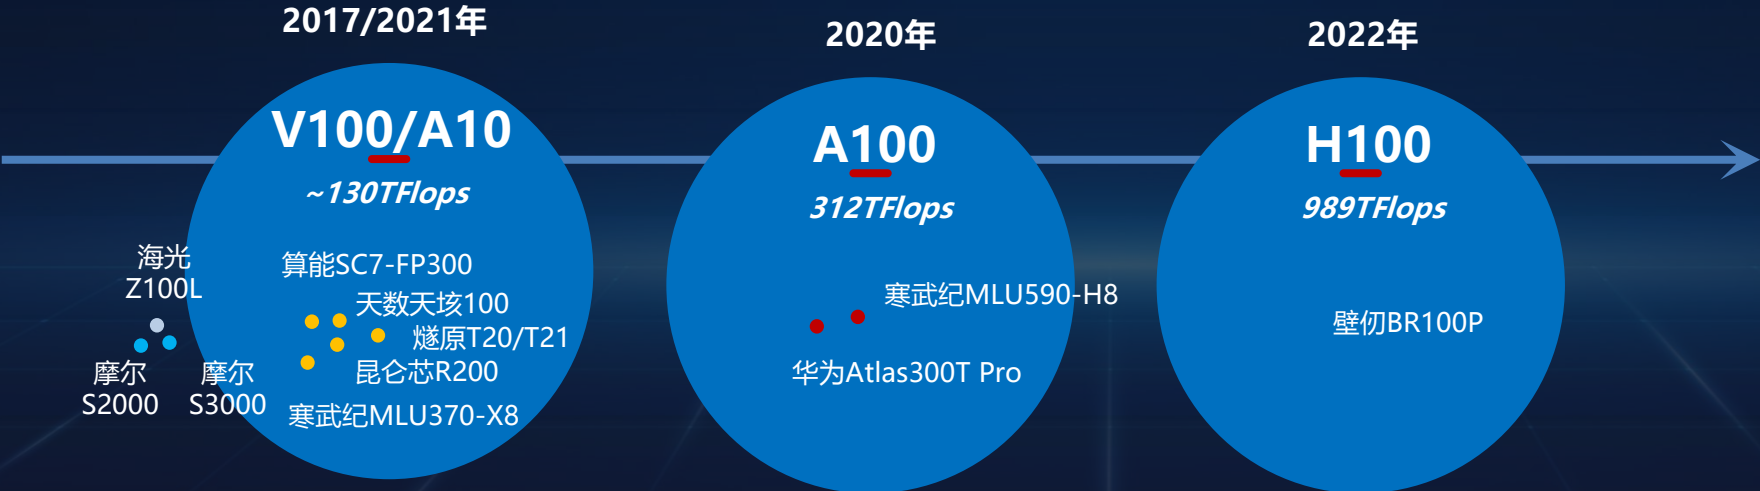 2017/2021年
2020年
2022年
V100/A10
~130TFlops
A100
312TFlops
H100
989TFlops
海光
Z100L
摩尔
S2000
摩尔
S3000
算能SC7-FP300
天数天垓100
燧原T20/T21
昆仑芯R200
寒武纪MLU370-X8
寒武纪MLU590-H8
华为Atlas300T Pro
壁仞BR100P